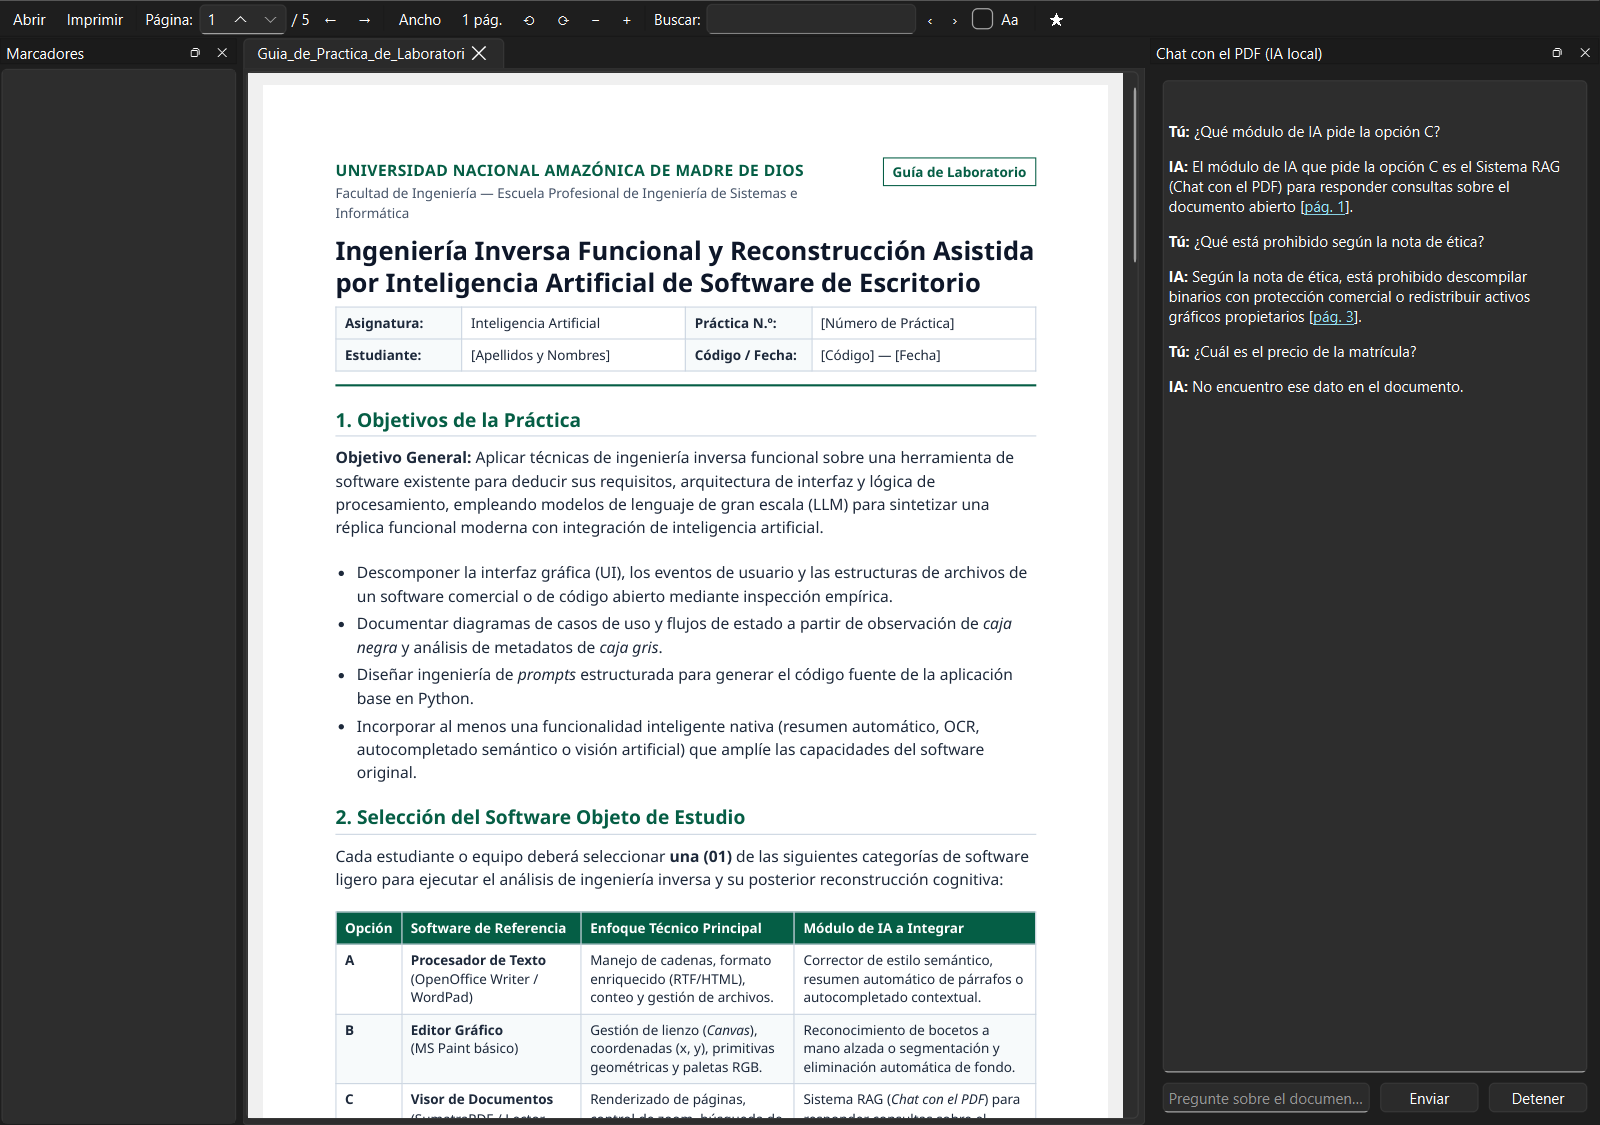 Abrir Imprimir Página: 1 / 5 ← → Ancho 1 pág. ⟲ ⟳ − + Buscar: ‹ › Aa ★
Marcadores
Guia_de_Practica_de_Laboratori
UNIVERSIDAD NACIONAL AMAZÓNICA DE MADRE DE DIOS
Guía de Laboratorio
Facultad de Ingeniería — Escuela Profesional de Ingeniería de Sistemas e
Informática
Ingeniería Inversa Funcional y Reconstrucción Asistida
por Inteligencia Artificial de Software de Escritorio
Asignatura: Inteligencia Artificial Práctica N.º: [Número de Práctica]
Estudiante: [Apellidos y Nombres] Código / Fecha: [Código] — [Fecha]
1. Objetivos de la Práctica
Objetivo General: Aplicar técnicas de ingeniería inversa funcional sobre una herramienta de
software existente para deducir sus requisitos, arquitectura de interfaz y lógica de
procesamiento, empleando modelos de lenguaje de gran escala (LLM) para sintetizar una
réplica funcional moderna con integración de inteligencia artificial.
• Descomponer la interfaz gráfica (UI), los eventos de usuario y las estructuras de archivos de
un software comercial o de código abierto mediante inspección empírica.
• Documentar diagramas de casos de uso y flujos de estado a partir de observación de caja
negra y análisis de metadatos de caja gris.
• Diseñar ingeniería de prompts estructurada para generar el código fuente de la aplicación
base en Python.
• Incorporar al menos una funcionalidad inteligente nativa (resumen automático, OCR,
autocompletado semántico o visión artificial) que amplíe las capacidades del software
original.
2. Selección del Software Objeto de Estudio
Cada estudiante o equipo deberá seleccionar una (01) de las siguientes categorías de software
ligero para ejecutar el análisis de ingeniería inversa y su posterior reconstrucción cognitiva:
Opción Software de Referencia Enfoque Técnico Principal Módulo de IA a Integrar
A
Procesador de Texto
(OpenOffice Writer /
WordPad)
Manejo de cadenas, formato
enriquecido (RTF/HTML),
conteo y gestión de archivos.
Corrector de estilo semántico,
resumen automático de párrafos o
autocompletado contextual.
B
Editor Gráfico
(MS Paint básico)
Gestión de lienzo (Canvas),
coordenadas (x, y), primitivas
geométricas y paletas RGB.
Reconocimiento de bocetos a
mano alzada o segmentación y
eliminación automática de fondo.
C
Visor de Documentos
(SumatraPDF / Lector
Renderizado de páginas,
control de zoom, búsqueda de
Sistema RAG (Chat con el PDF) para
responder consultas sobre el
Chat con el PDF (IA local)
Tú: ¿Qué módulo de IA pide la opción C?
IA: El módulo de IA que pide la opción C es el Sistema RAG
(Chat con el PDF) para responder consultas sobre el
documento abierto [pág. 1].
Tú: ¿Qué está prohibido según la nota de ética?
IA: Según la nota de ética, está prohibido descompilar
binarios con protección comercial o redistribuir activos
gráficos propietarios [pág. 3].
Tú: ¿Cuál es el precio de la matrícula?
IA: No encuentro ese dato en el documento.
Pregunte sobre el documen... Enviar Detener